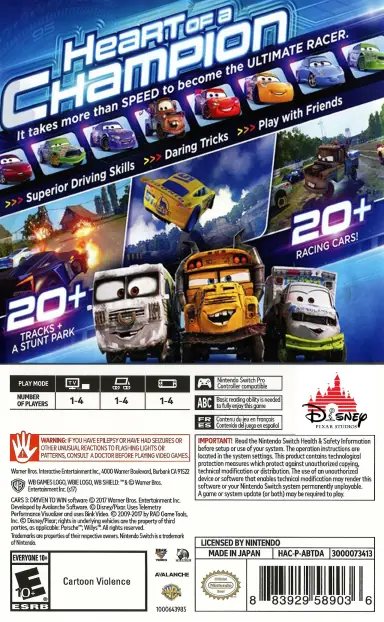 HEART OF A
CHAMPION
It takes more than SPEED to become the ULTIMATE RACER.
>>> Superior Driving Skills >>> Daring Tricks >>> Play with Friends
20+
RACING CARS!
20+
TRACKS +
A STUNT PARK
PLAY MODE
TV
NUMBER
OF PLAYERS
1-4
1-4
1-4
Nintendo Switch Pro
Controller compatible
ABC
Basic reading ability is needed
to fully enjoy this game
FR
ES
Contenu du jeu en français
Contenido del juego en español
Disney
PIXAR STUDIOS
WARNING: IF YOU HAVE EPILEPSY OR HAVE HAD SEIZURES OR
OTHER UNUSUAL REACTIONS TO FLASHING LIGHTS OR
PATTERNS, CONSULT A DOCTOR BEFORE PLAYING VIDEO GAMES.
IMPORTANT! Read the Nintendo Switch Health & Safety Information
before setup or use of your system. The operation instructions are
located in the system settings. This product contains technological
protection measures which protect against unauthorized copying,
technical modification or distribution. The use of an unauthorized
device or software that enables technical modification may render this
or your Nintendo Switch system permanently unplayable.
A game or system update (or both) may be required to play.
Warner Bros. Interactive Entertainment Inc., 4000 Warner Boulevard, Burbank CA 91522
WB GAMES LOGO, WBIE LOGO, WB SHIELD: ™ & © Warner Bros.
Entertainment Inc. (s17)
CARS 3: DRIVEN TO WIN software © 2017 Warner Bros. Entertainment Inc.
Developed by Avalanche Software. © Disney/Pixar. Uses Telemetry
Performance Visualizer and uses Bink Video. © 2009-2017 by RAD Game Tools,
Inc. © Disney/Pixar; rights in underlying vehicles are the property of third
parties, as applicable: Porsche™; Willys™. All rights reserved.
Trademarks are properties of their respective owners. Nintendo Switch is a trademark
of Nintendo.
LICENSED BY NINTENDO
MADE IN JAPAN
HAC-P-ABTDA
3000073413
EVERYONE 10+
E
10+
ESRB
Cartoon Violence
AVALANCHE
WB
GAMES
1000643985
Official
Nintendo
Seal
8 83929 58903 6